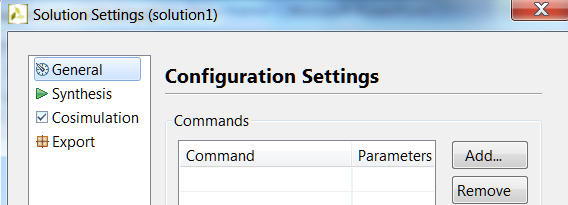 Solution Settings (solution1)
General
Synthesis
Cosimulation
Export
Configuration Settings
Commands
Command Parameters
Add...
Remove